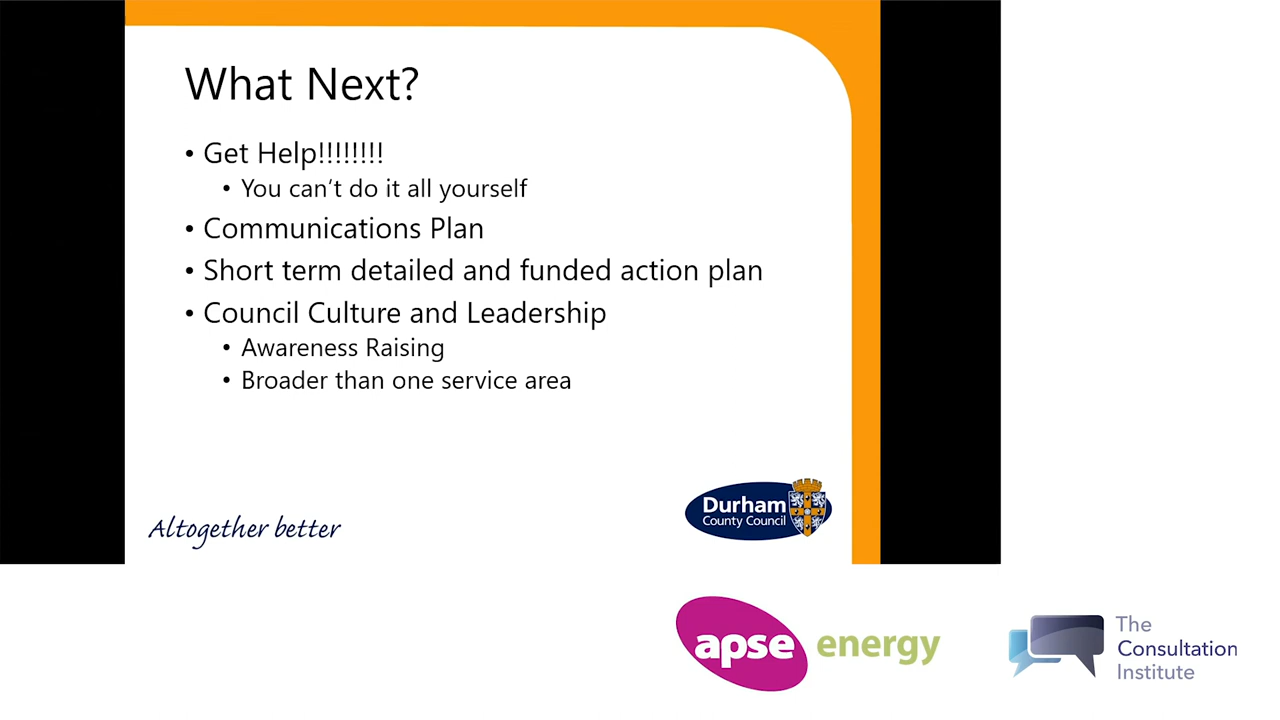 What Next?
• Get Help!!!!!!!!
• You can't do it all yourself
• Communications Plan
• Short term detailed and funded action plan
• Council Culture and Leadership
• Awareness Raising
• Broader than one service area
Altogether better
Durham
County Council
apse energy
The
Consultation
Institute